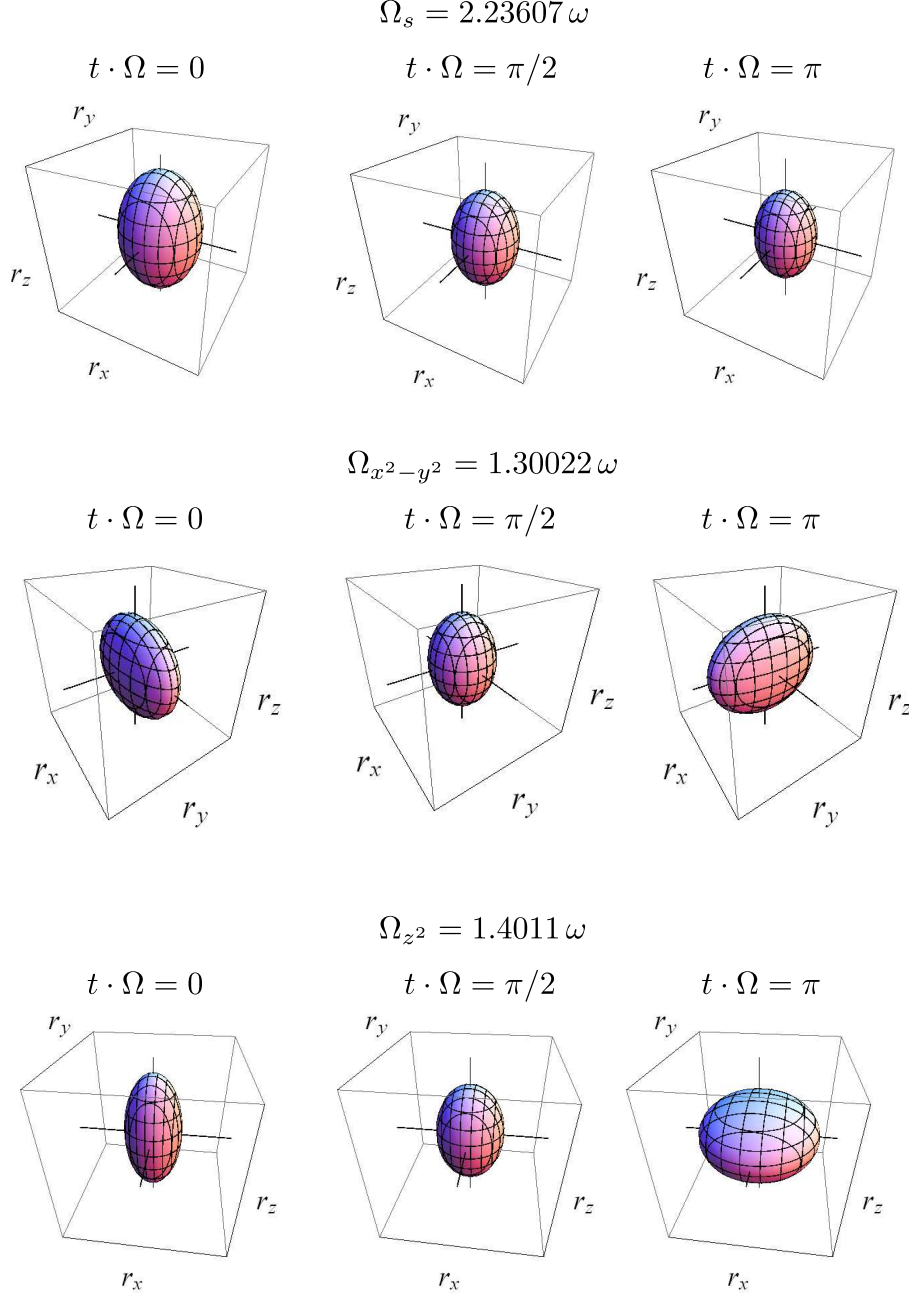 Ω_s = 2.23607 ω
t · Ω = 0 t · Ω = π/2 t · Ω = π
r_y r_y r_y
r_z r_z r_z
r_x r_x r_x
Ω_{x²−y²} = 1.30022 ω
t · Ω = 0 t · Ω = π/2 t · Ω = π
r_z r_z r_z
r_x r_x r_x
r_y r_y r_y
Ω_{z²} = 1.4011 ω
t · Ω = 0 t · Ω = π/2 t · Ω = π
r_y r_y r_y
r_z r_z r_z
r_x r_x r_x